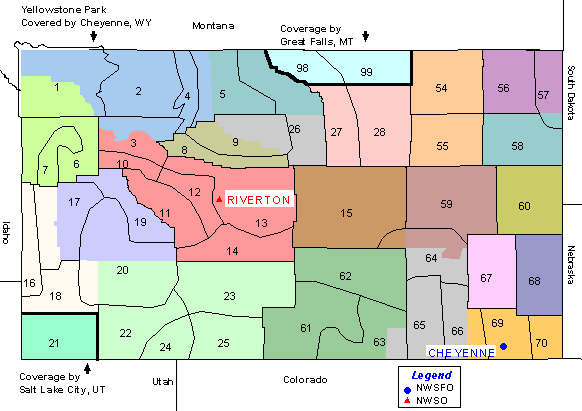 Yellowstone Park
Covered by Cheyenne, WY
Montana
Coverage by
Great Falls, MT
98
99
1
2
4
5
54
56
57
South Dakota
3
8
9
26
27
28
55
58
7
6
10
17
11
12
RIVERTON
13
15
59
60
19
14
Idaho
16
18
20
23
62
64
67
68
Nebraska
21
22
24
25
61
63
65
66
69
70
CHEYENNE
Coverage by
Salt Lake City, UT
Utah
Colorado
Legend
NWSFO
NWSO